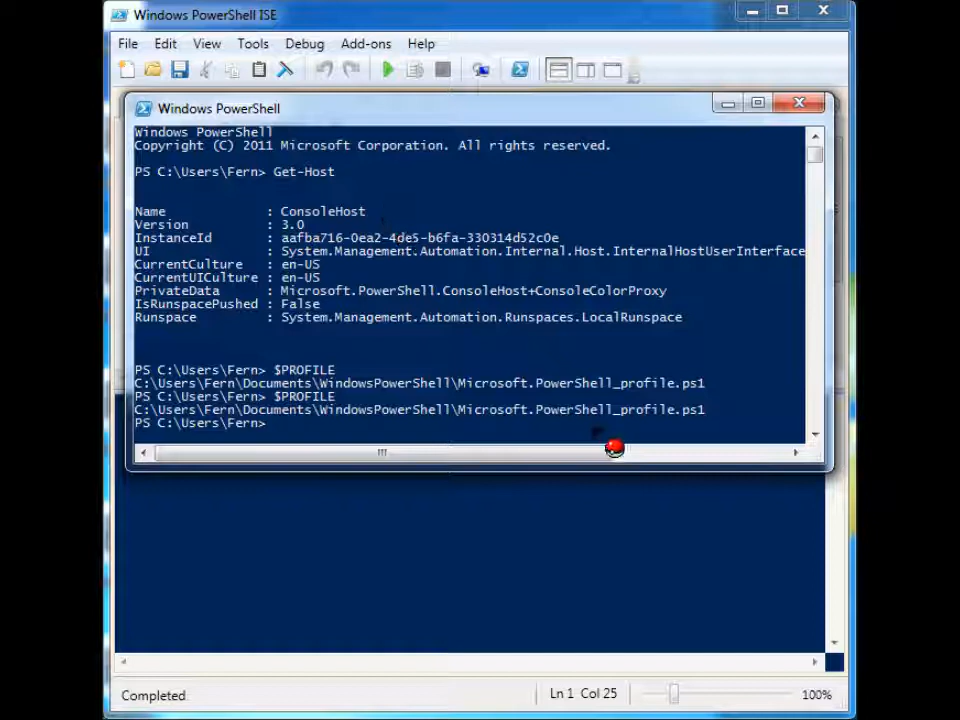 Windows PowerShell ISE
File Edit View Tools Debug Add-ons Help
Windows PowerShell
Windows PowerShell
Copyright (C) 2011 Microsoft Corporation. All rights reserved.
PS C:\Users\Fern> Get-Host
Name : ConsoleHost
Version : 3.0
InstanceId : aafba716-0ea2-4de5-b6fa-330314d52c0e
UI : System.Management.Automation.Internal.Host.InternalHostUserInterface
CurrentCulture : en-US
CurrentUICulture : en-US
PrivateData : Microsoft.PowerShell.ConsoleHost+ConsoleColorProxy
IsRunspacePushed : False
Runspace : System.Management.Automation.Runspaces.LocalRunspace
PS C:\Users\Fern> $PROFILE
C:\Users\Fern\Documents\WindowsPowerShell\Microsoft.PowerShell_profile.ps1
PS C:\Users\Fern> $PROFILE
C:\Users\Fern\Documents\WindowsPowerShell\Microsoft.PowerShell_profile.ps1
PS C:\Users\Fern>
Completed Ln 1 Col 25 100%